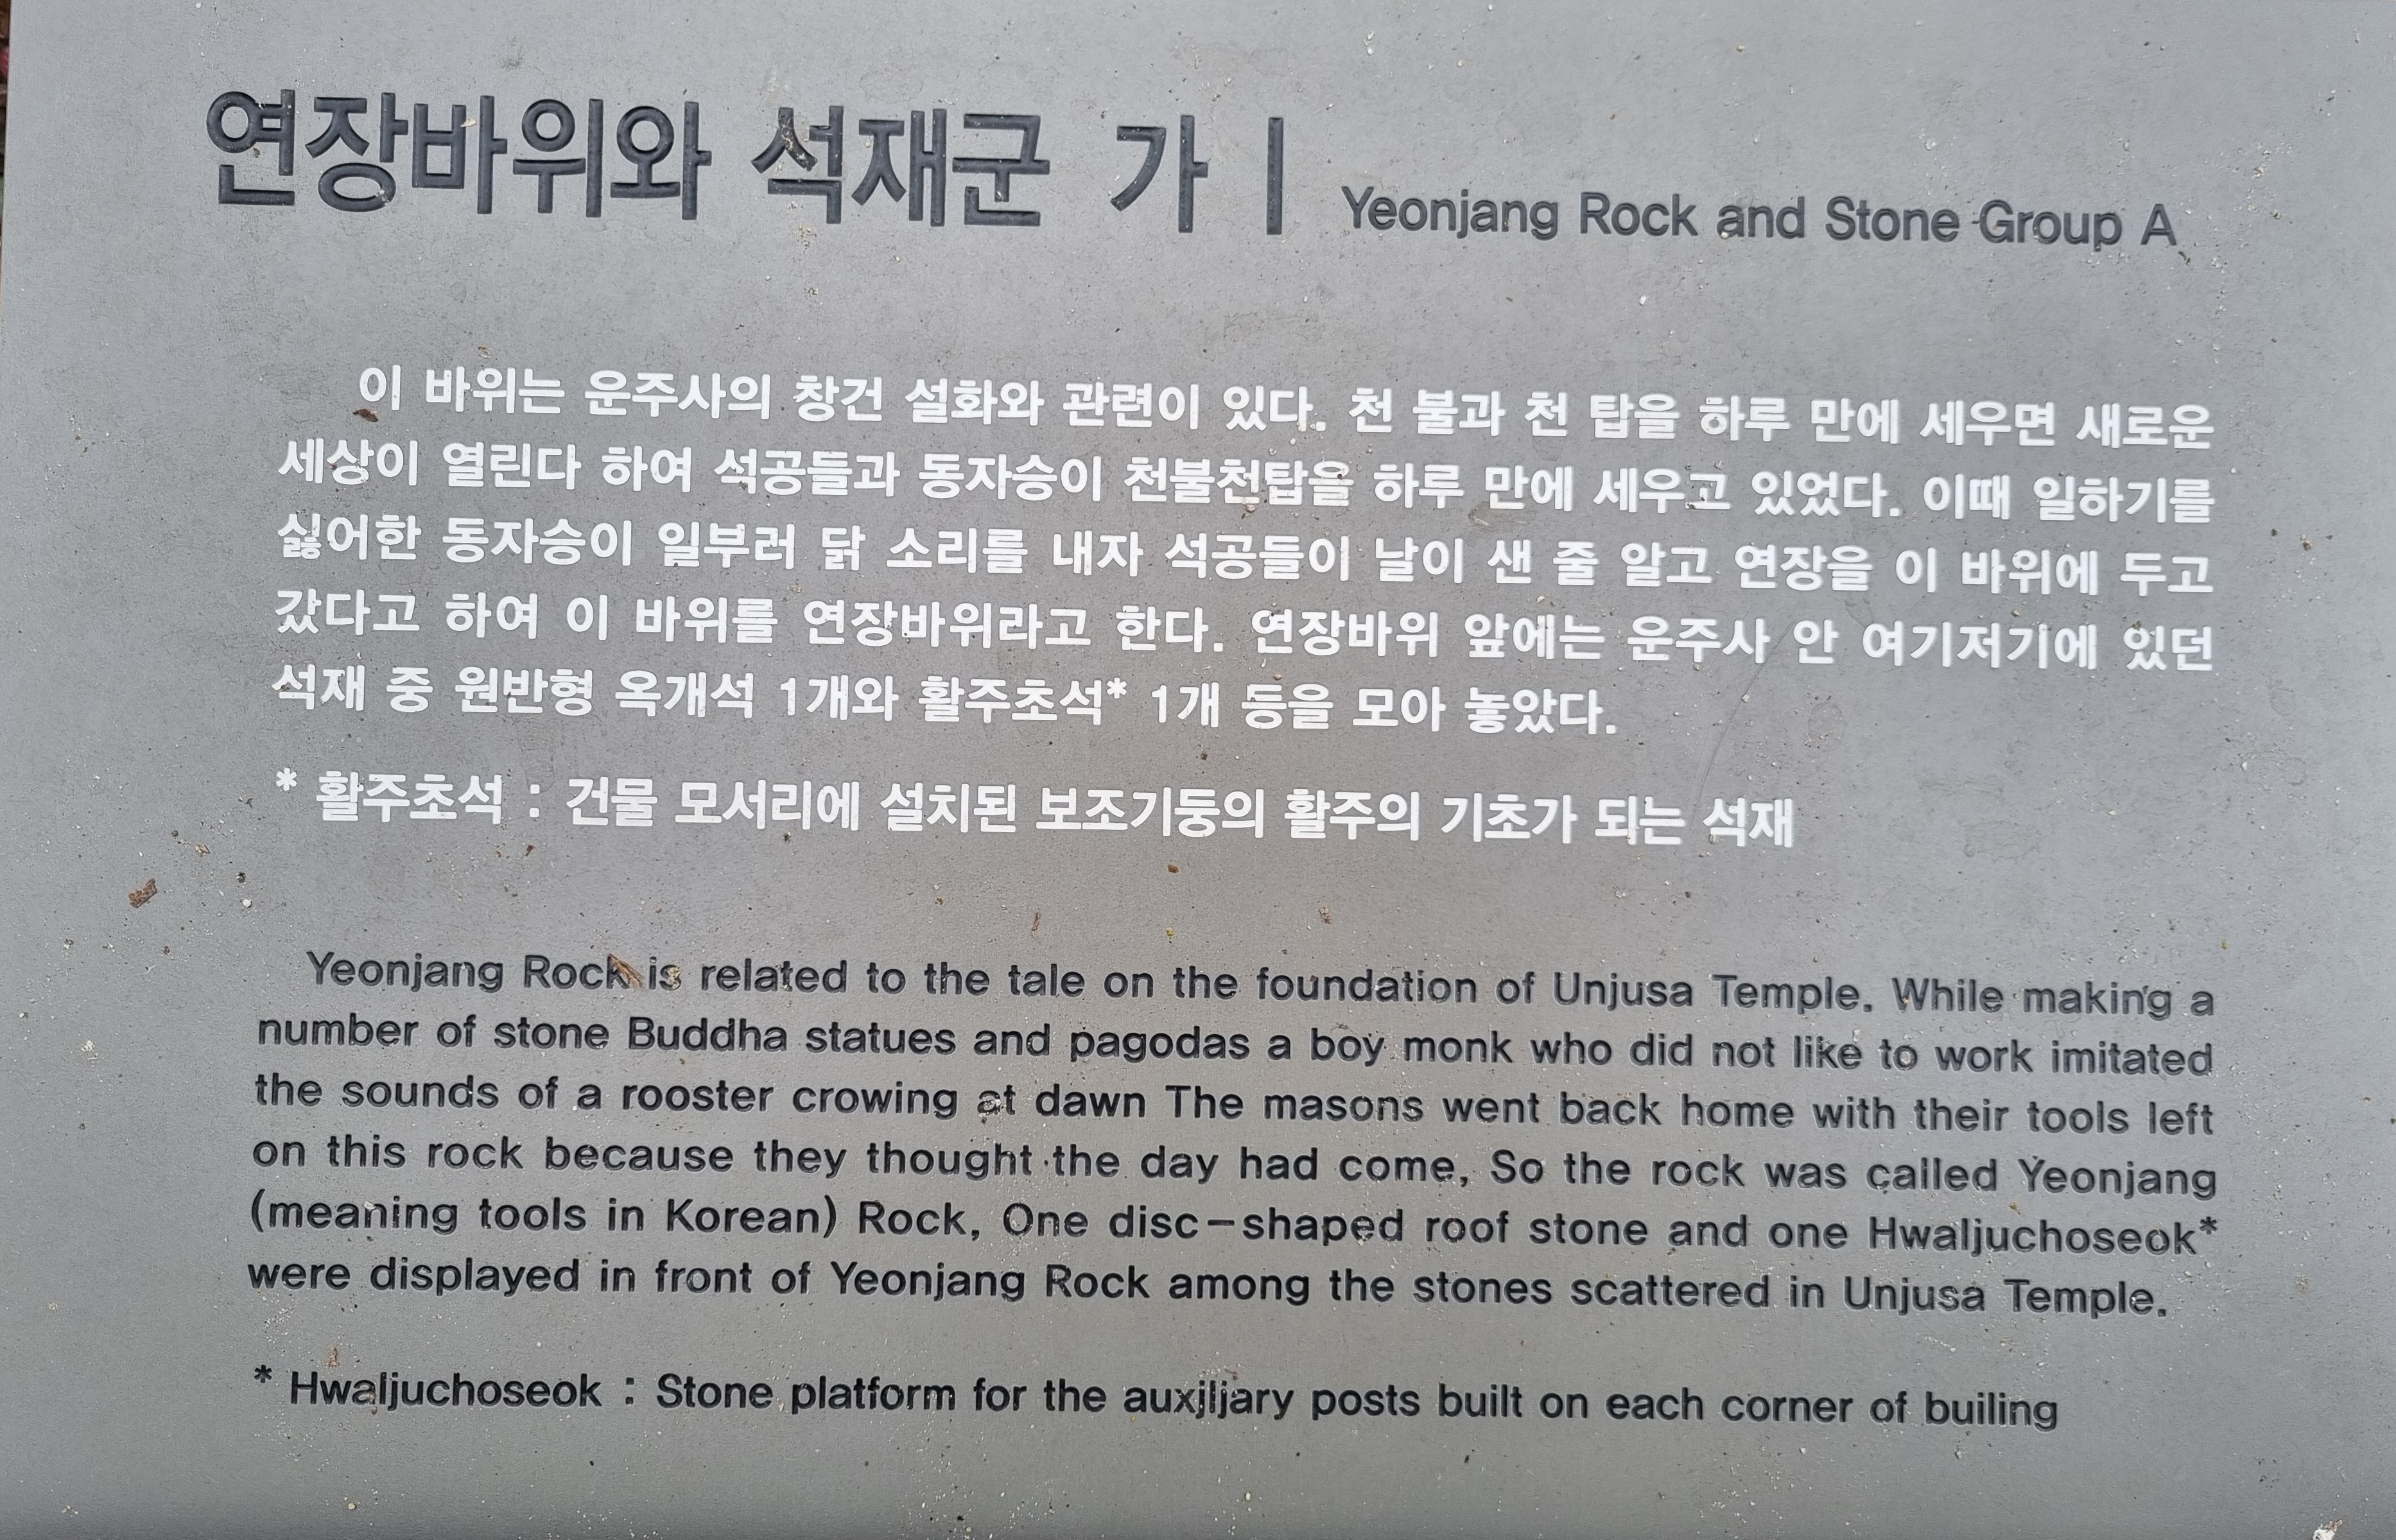 연장바위와 석재군 가 | Yeonjang Rock and Stone Group A
이 바위는 운주사의 창건 설화와 관련이 있다. 천 불과 천 탑을 하루 만에 세우면 새로운
세상이 열린다 하여 석공들과 동자승이 천불천탑을 하루 만에 세우고 있었다. 이때 일하기를
싫어한 동자승이 일부러 닭 소리를 내자 석공들이 날이 샌 줄 알고 연장을 이 바위에 두고
갔다고 하여 이 바위를 연장바위라고 한다. 연장바위 앞에는 운주사 안 여기저기에 있던
석재 중 원반형 옥개석 1개와 활주초석* 1개 등을 모아 놓았다.
* 활주초석 : 건물 모서리에 설치된 보조기둥의 활주의 기초가 되는 석재
Yeonjang Rock is related to the tale on the foundation of Unjusa Temple. While making a
number of stone Buddha statues and pagodas a boy monk who did not like to work imitated
the sounds of a rooster crowing at dawn The masons went back home with their tools left
on this rock because they thought the day had come, So the rock was called Yeonjang
(meaning tools in Korean) Rock, One disc-shaped roof stone and one Hwaljuchoseok*
were displayed in front of Yeonjang Rock among the stones scattered in Unjusa Temple.
* Hwaljuchoseok : Stone platform for the auxjljary posts built on each corner of builing